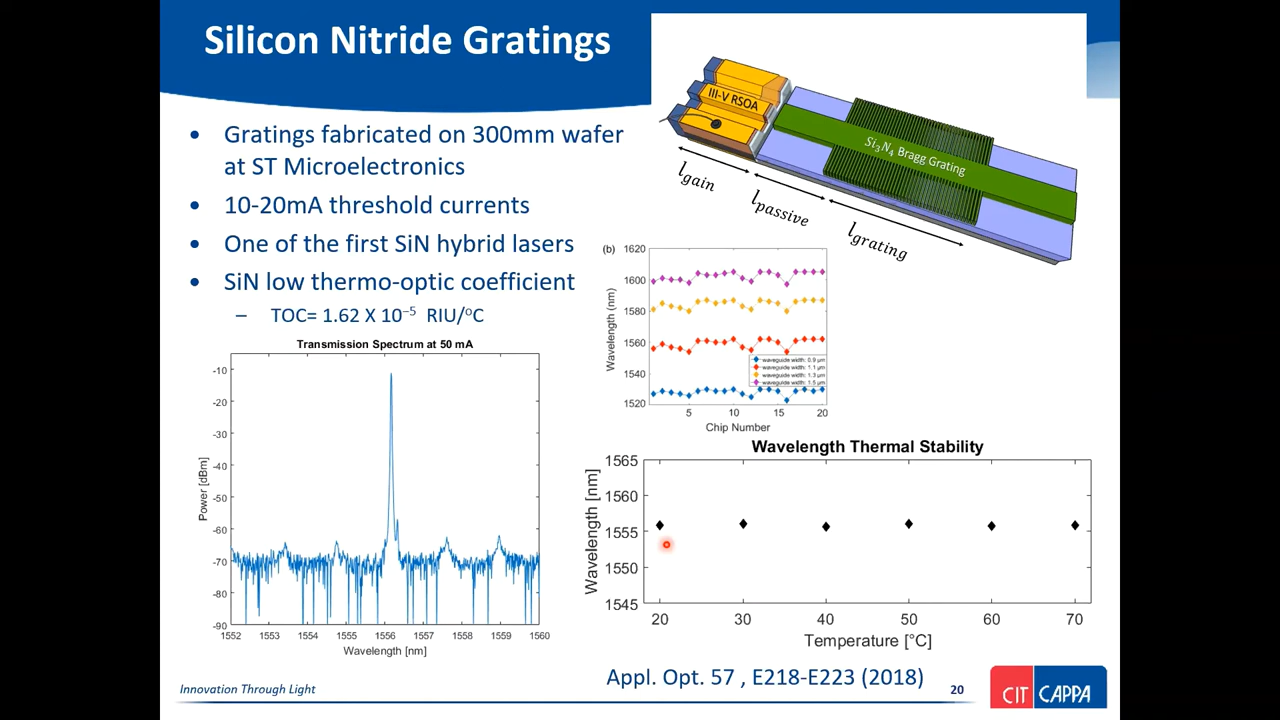 Silicon Nitride Gratings
• Gratings fabricated on 300mm wafer
at ST Microelectronics
• 10-20mA threshold currents
• One of the first SiN hybrid lasers
• SiN low thermo-optic coefficient
– TOC= 1.62 X 10⁻⁵ RIU/ºC
III-V RSOA
Si₃N₄ Bragg Grating
l_gain
l_passive
l_grating
(b)
Wavelength (nm)
1620
1600
1580
1560
1540
1520
waveguide width: 0.9 μm
waveguide width: 1.1 μm
waveguide width: 1.3 μm
waveguide width: 1.5 μm
5 10 15 20
Chip Number
Transmission Spectrum at 50 mA
Power [dBm]
-10
-20
-30
-40
-50
-60
-70
-80
-90
1552 1553 1554 1555 1556 1557 1558 1559 1560
Wavelength [nm]
Wavelength Thermal Stability
Wavelength [nm]
1565
1560
1555
1550
1545
20 30 40 50 60 70
Temperature [°C]
Appl. Opt. 57 , E218-E223 (2018)
Innovation Through Light
20
CIT CAPPA